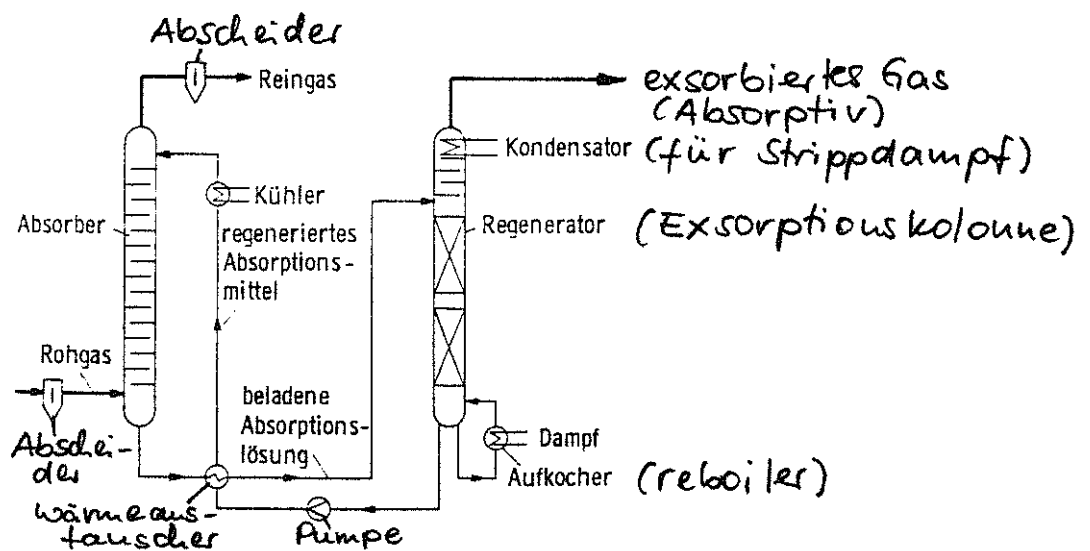 Abscheider
Reingas
exsorbiertes Gas
(Absorptiv)
Kondensator (für Strippdampf)
Kühler
Absorber
regeneriertes
Absorptions-
mittel
Regenerator (Exsorptionskolonne)
Rohgas
beladene
Absorptions-
lösung
Abschei-
der
Dampf
Aufkocher (reboiler)
Wärmeaus-
tauscher
Pumpe